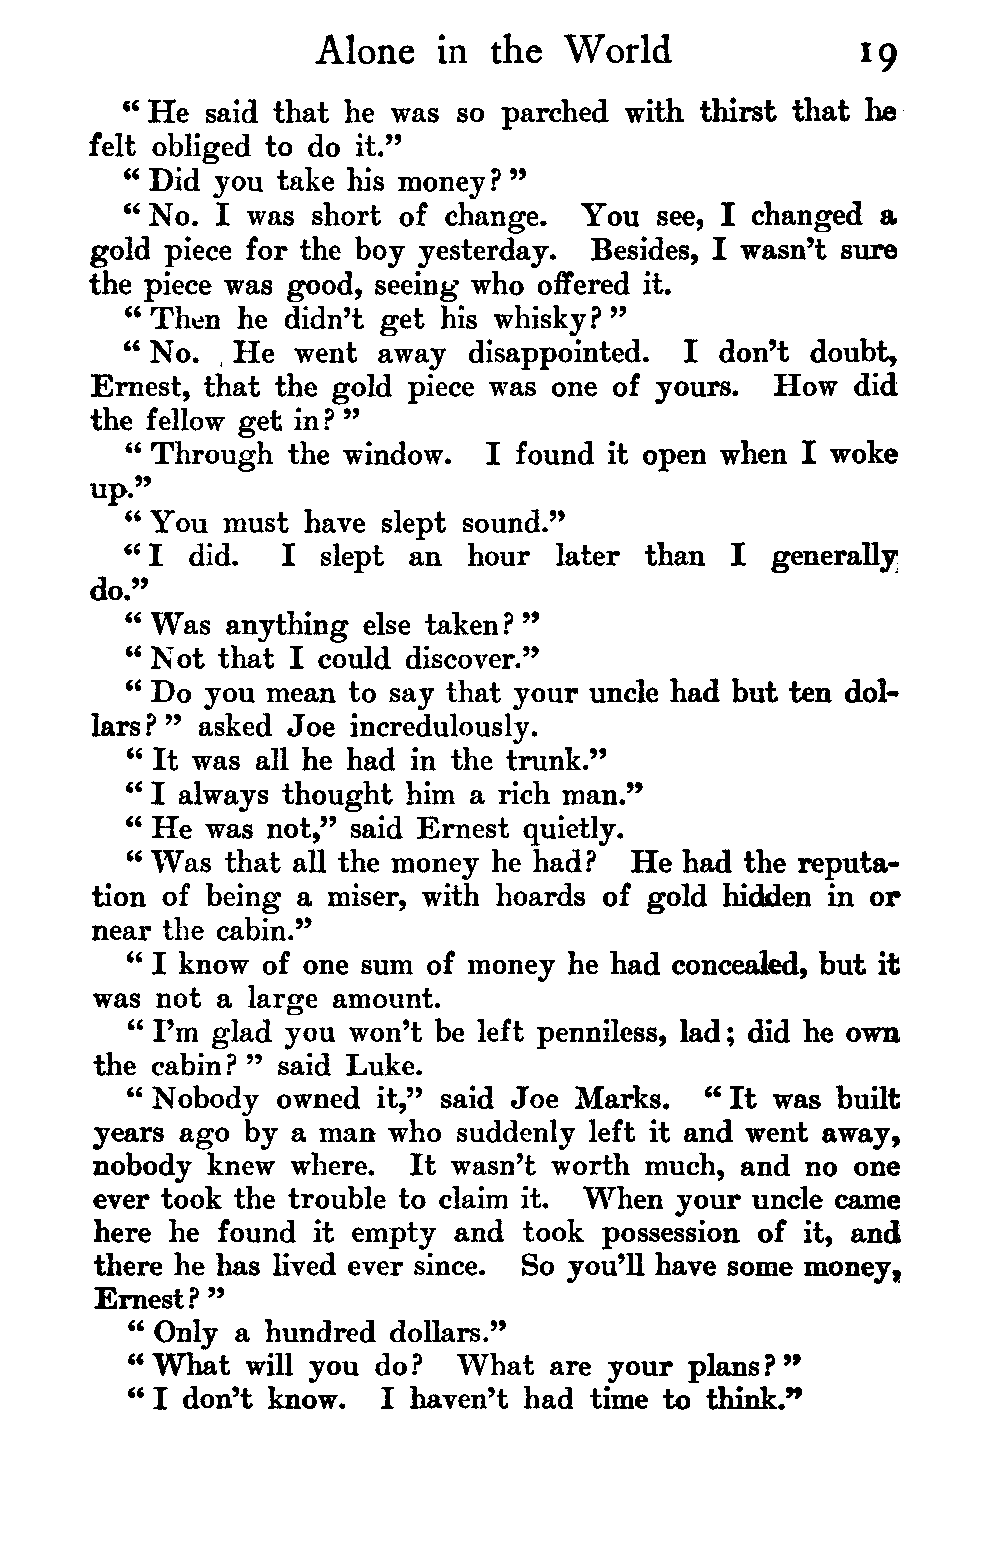 Alone in the World 19
“ He said that he was so parched with thirst that he
felt obliged to do it.”
“ Did you take his money? ”
“ No. I was short of change. You see, I changed a
gold piece for the boy yesterday. Besides, I wasn’t sure
the piece was good, seeing who offered it.
“ Then he didn’t get his whisky? ”
“ No. He went away disappointed. I don’t doubt,
Ernest, that the gold piece was one of yours. How did
the fellow get in? ”
“ Through the window. I found it open when I woke
up.”
“ You must have slept sound.”
“ I did. I slept an hour later than I generally
do.”
“ Was anything else taken? ”
“ Not that I could discover.”
“ Do you mean to say that your uncle had but ten dol-
lars? ” asked Joe incredulously.
“ It was all he had in the trunk.”
“ I always thought him a rich man.”
“ He was not,” said Ernest quietly.
“ Was that all the money he had? He had the reputa-
tion of being a miser, with hoards of gold hidden in or
near the cabin.”
“ I know of one sum of money he had concealed, but it
was not a large amount.
“ I’m glad you won’t be left penniless, lad; did he own
the cabin? ” said Luke.
“ Nobody owned it,” said Joe Marks. “ It was built
years ago by a man who suddenly left it and went away,
nobody knew where. It wasn’t worth much, and no one
ever took the trouble to claim it. When your uncle came
here he found it empty and took possession of it, and
there he has lived ever since. So you’ll have some money,
Ernest? ”
“ Only a hundred dollars.”
“ What will you do? What are your plans? ”
“ I don’t know. I haven’t had time to think.”